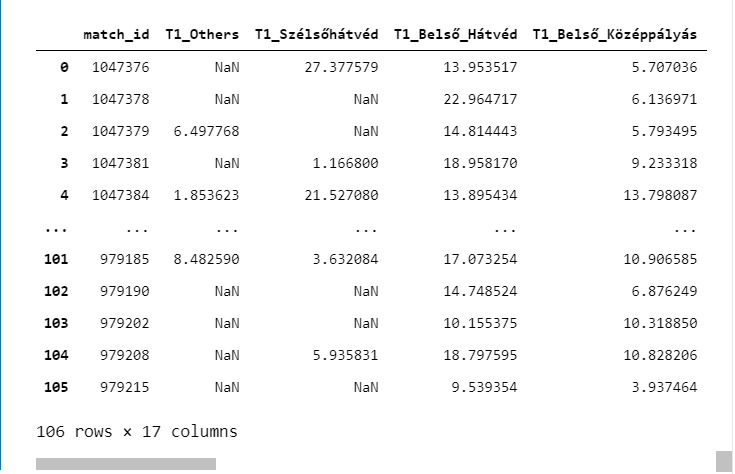 match_id T1_Others T1_Szélsőhátvéd T1_Belső_Hátvéd T1_Belső_Középpályás
0 1047376 NaN 27.377579 13.953517 5.707036
1 1047378 NaN NaN 22.964717 6.136971
2 1047379 6.497768 NaN 14.814443 5.793495
3 1047381 NaN 1.166800 18.958170 9.233318
4 1047384 1.853623 21.527080 13.895434 13.798087
... ... ... ... ... ...
101 979185 8.482590 3.632084 17.073254 10.906585
102 979190 NaN NaN 14.748524 6.876249
103 979202 NaN NaN 10.155375 10.318850
104 979208 NaN 5.935831 18.797595 10.828206
105 979215 NaN NaN 9.539354 3.937464
106 rows × 17 columns